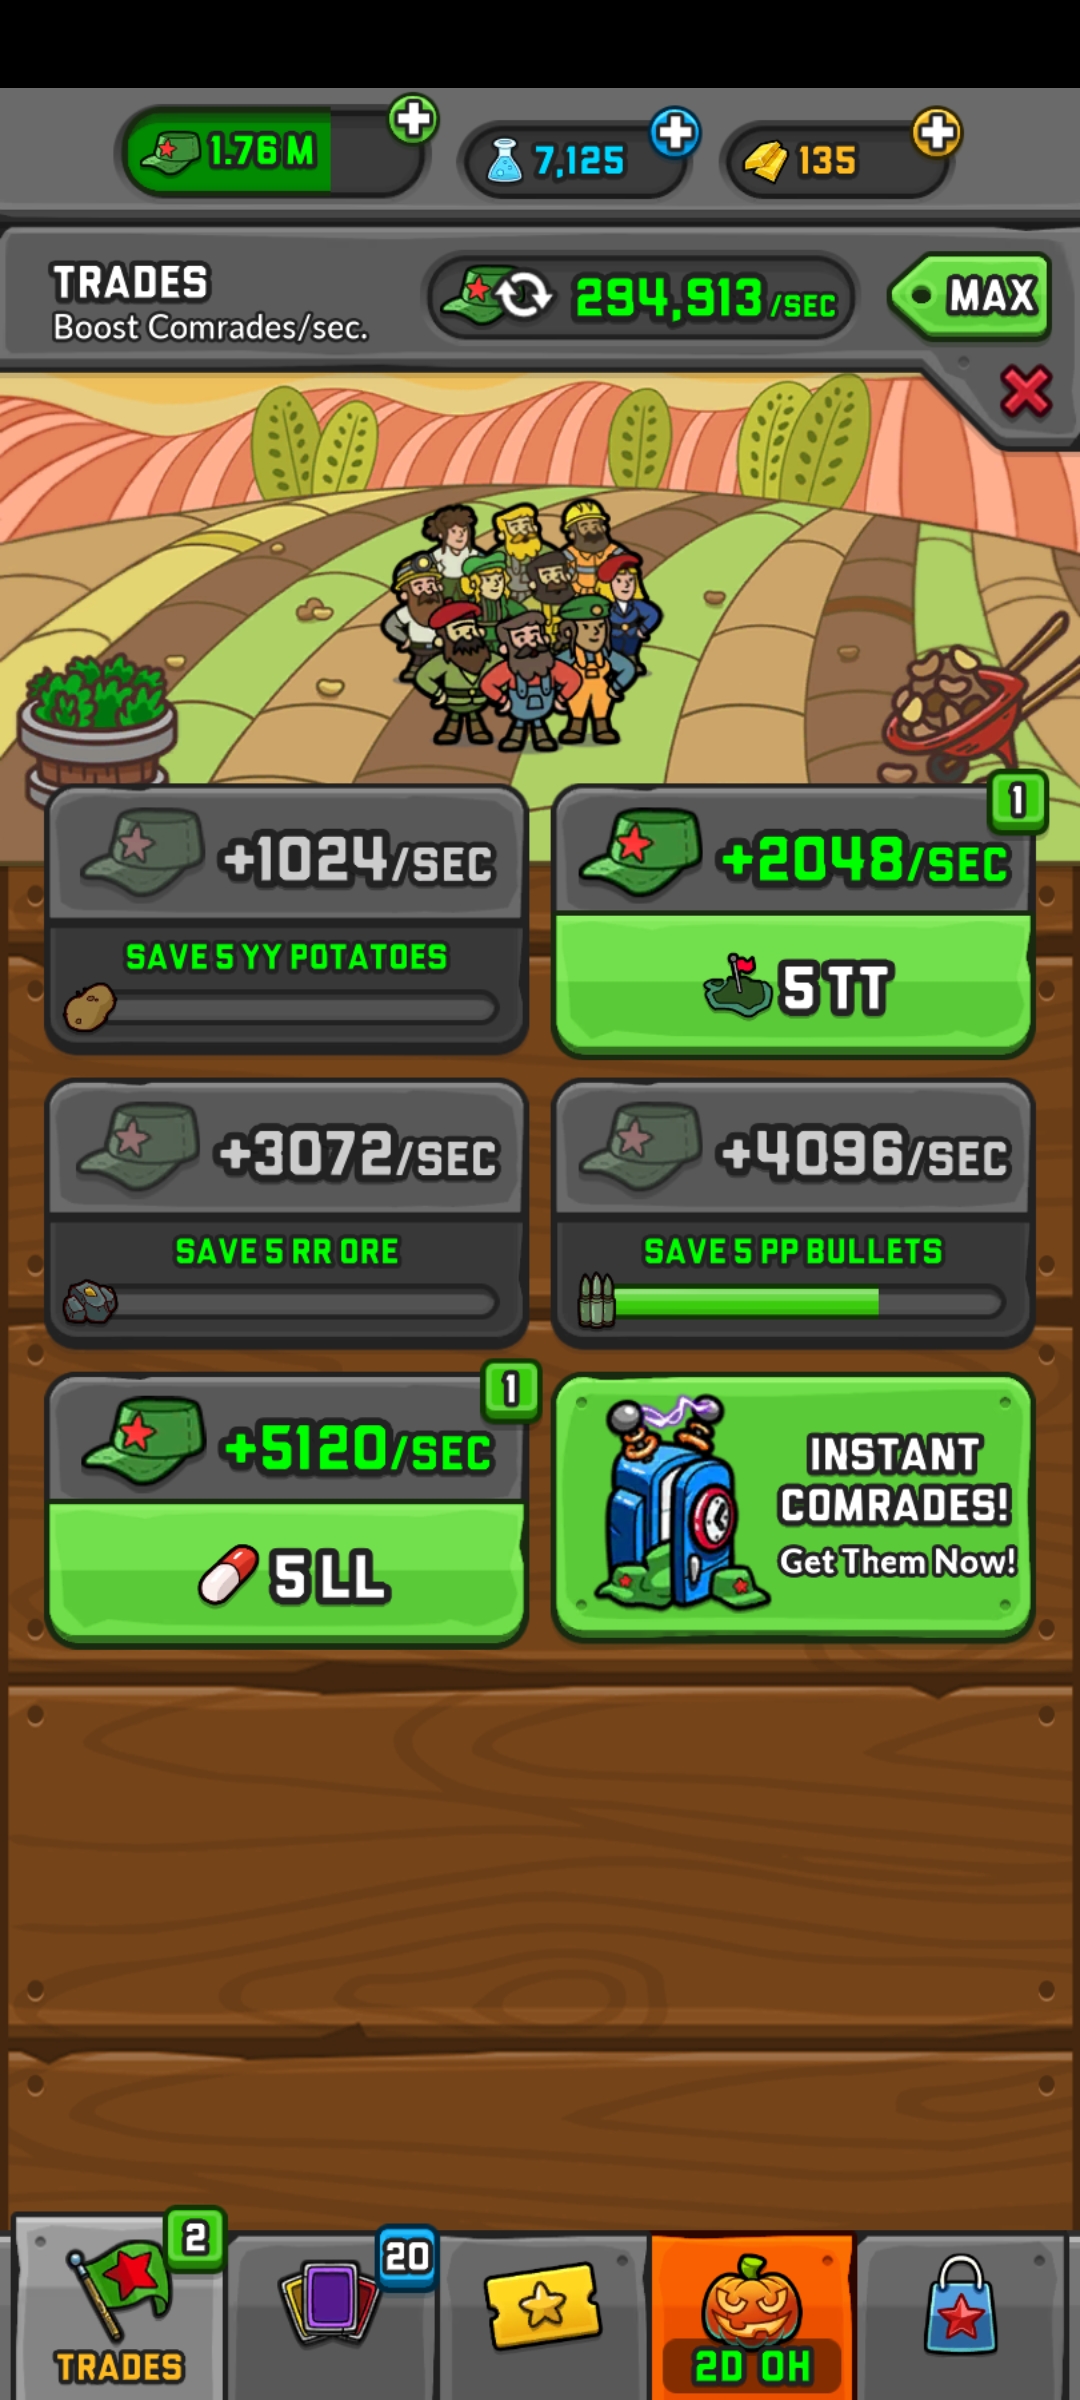 1.76 M
7,125
135
TRADES
Boost Comrades/sec.
294,913/SEC
MAX
+1024/SEC
SAVE 5 YY POTATOES
1
+2048/SEC
5 TT
+3072/SEC
SAVE 5 RR ORE
+4096/SEC
SAVE 5 PP BULLETS
1
+5120/SEC
5 LL
INSTANT
COMRADES!
Get Them Now!
2
TRADES
20
2D 0H